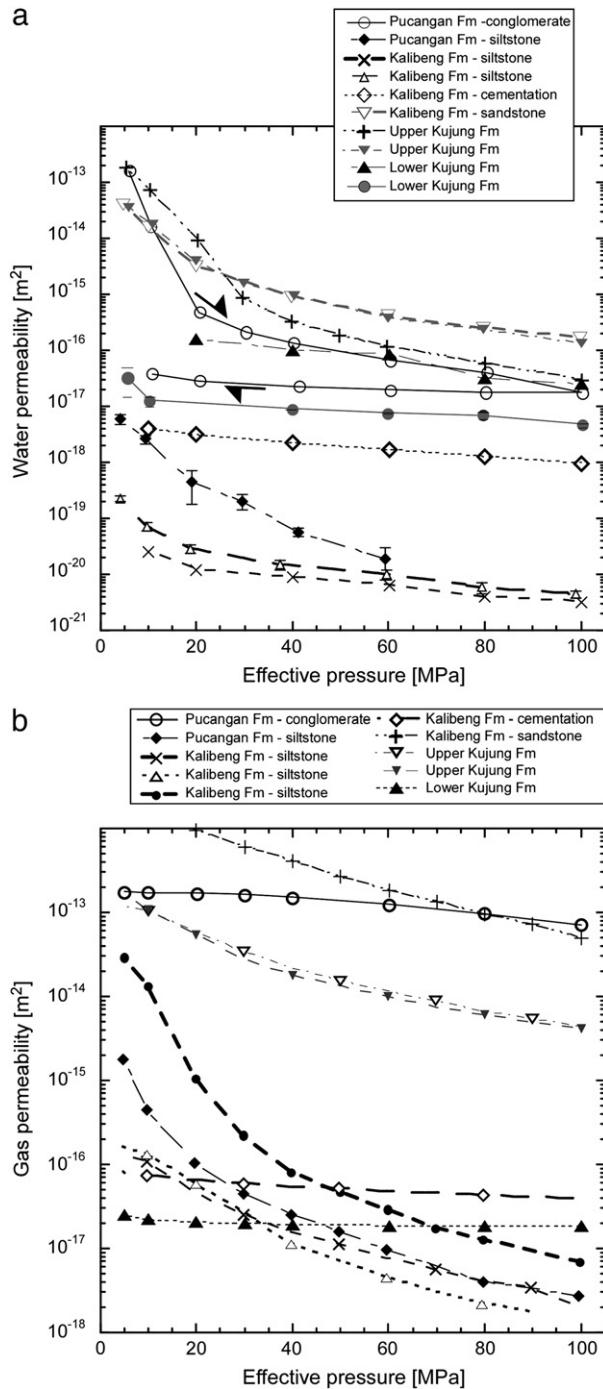 a
Pucangan Fm -conglomerate
Pucangan Fm - siltstone
Kalibeng Fm - siltstone
Kalibeng Fm - siltstone
Kalibeng Fm - cementation
Kalibeng Fm - sandstone
Upper Kujung Fm
Upper Kujung Fm
Lower Kujung Fm
Lower Kujung Fm
Water permeability [m²]
10⁻¹³
10⁻¹⁴
10⁻¹⁵
10⁻¹⁶
10⁻¹⁷
10⁻¹⁸
10⁻¹⁹
10⁻²⁰
10⁻²¹
0 20 40 60 80 100
Effective pressure [MPa]
b
Pucangan Fm - conglomerate
Pucangan Fm - siltstone
Kalibeng Fm - siltstone
Kalibeng Fm - siltstone
Kalibeng Fm - siltstone
Kalibeng Fm - cementation
Kalibeng Fm - sandstone
Upper Kujung Fm
Upper Kujung Fm
Lower Kujung Fm
Gas permeability [m²]
10⁻¹³
10⁻¹⁴
10⁻¹⁵
10⁻¹⁶
10⁻¹⁷
10⁻¹⁸
0 20 40 60 80 100
Effective pressure [MPa]